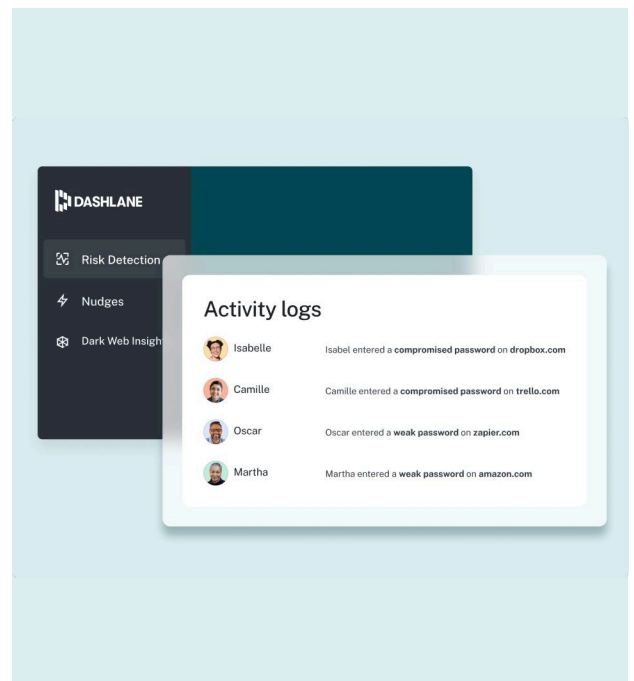 DASHLANE
Risk Detection
Nudges
Dark Web Insigh
Activity logs
Isabelle Isabel entered a compromised password on dropbox.com
Camille Camille entered a compromised password on trello.com
Oscar Oscar entered a weak password on zapier.com
Martha Martha entered a weak password on amazon.com